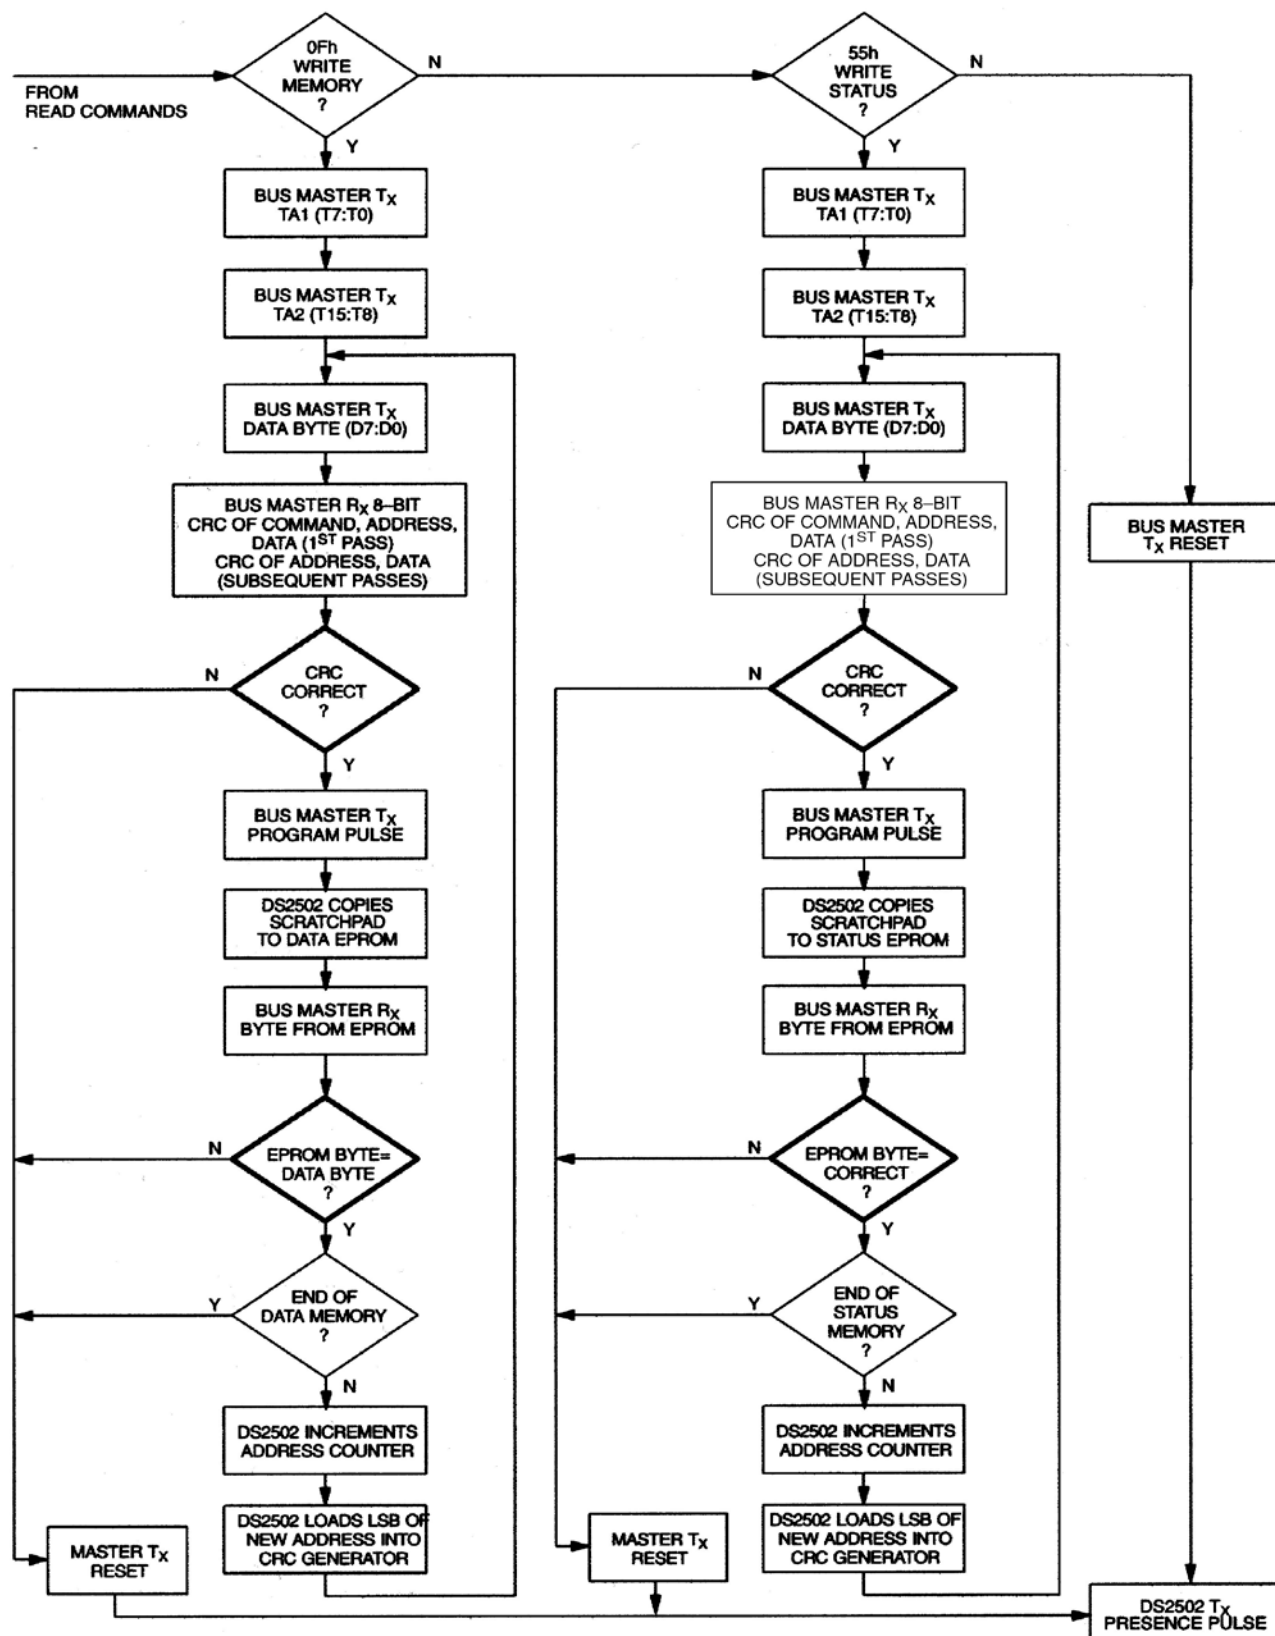 FROM
READ COMMANDS
0Fh
WRITE
MEMORY
?
N
Y
BUS MASTER TX
TA1 (T7:T0)
BUS MASTER TX
TA2 (T15:T8)
BUS MASTER TX
DATA BYTE (D7:D0)
BUS MASTER RX 8–BIT
CRC OF COMMAND, ADDRESS,
DATA (1ST PASS)
CRC OF ADDRESS, DATA
(SUBSEQUENT PASSES)
CRC
CORRECT
?
N
Y
BUS MASTER TX
PROGRAM PULSE
DS2502 COPIES
SCRATCHPAD
TO DATA EPROM
BUS MASTER RX
BYTE FROM EPROM
EPROM BYTE=
DATA BYTE
?
N
Y
END OF
DATA MEMORY
?
Y
N
DS2502 INCREMENTS
ADDRESS COUNTER
DS2502 LOADS LSB OF
NEW ADDRESS INTO
CRC GENERATOR
MASTER TX
RESET
55h
WRITE
STATUS
?
N
Y
BUS MASTER TX
TA1 (T7:T0)
BUS MASTER TX
TA2 (T15:T8)
BUS MASTER TX
DATA BYTE (D7:D0)
BUS MASTER RX 8–BIT
CRC OF COMMAND, ADDRESS,
DATA (1ST PASS)
CRC OF ADDRESS, DATA
(SUBSEQUENT PASSES)
CRC
CORRECT
?
N
Y
BUS MASTER TX
PROGRAM PULSE
DS2502 COPIES
SCRATCHPAD
TO STATUS EPROM
BUS MASTER RX
BYTE FROM EPROM
EPROM BYTE=
CORRECT
?
N
Y
END OF
STATUS
MEMORY
?
Y
N
DS2502 INCREMENTS
ADDRESS COUNTER
DS2502 LOADS LSB OF
NEW ADDRESS INTO
CRC GENERATOR
MASTER TX
RESET
BUS MASTER
TX RESET
DS2502 TX
PRESENCE PULSE